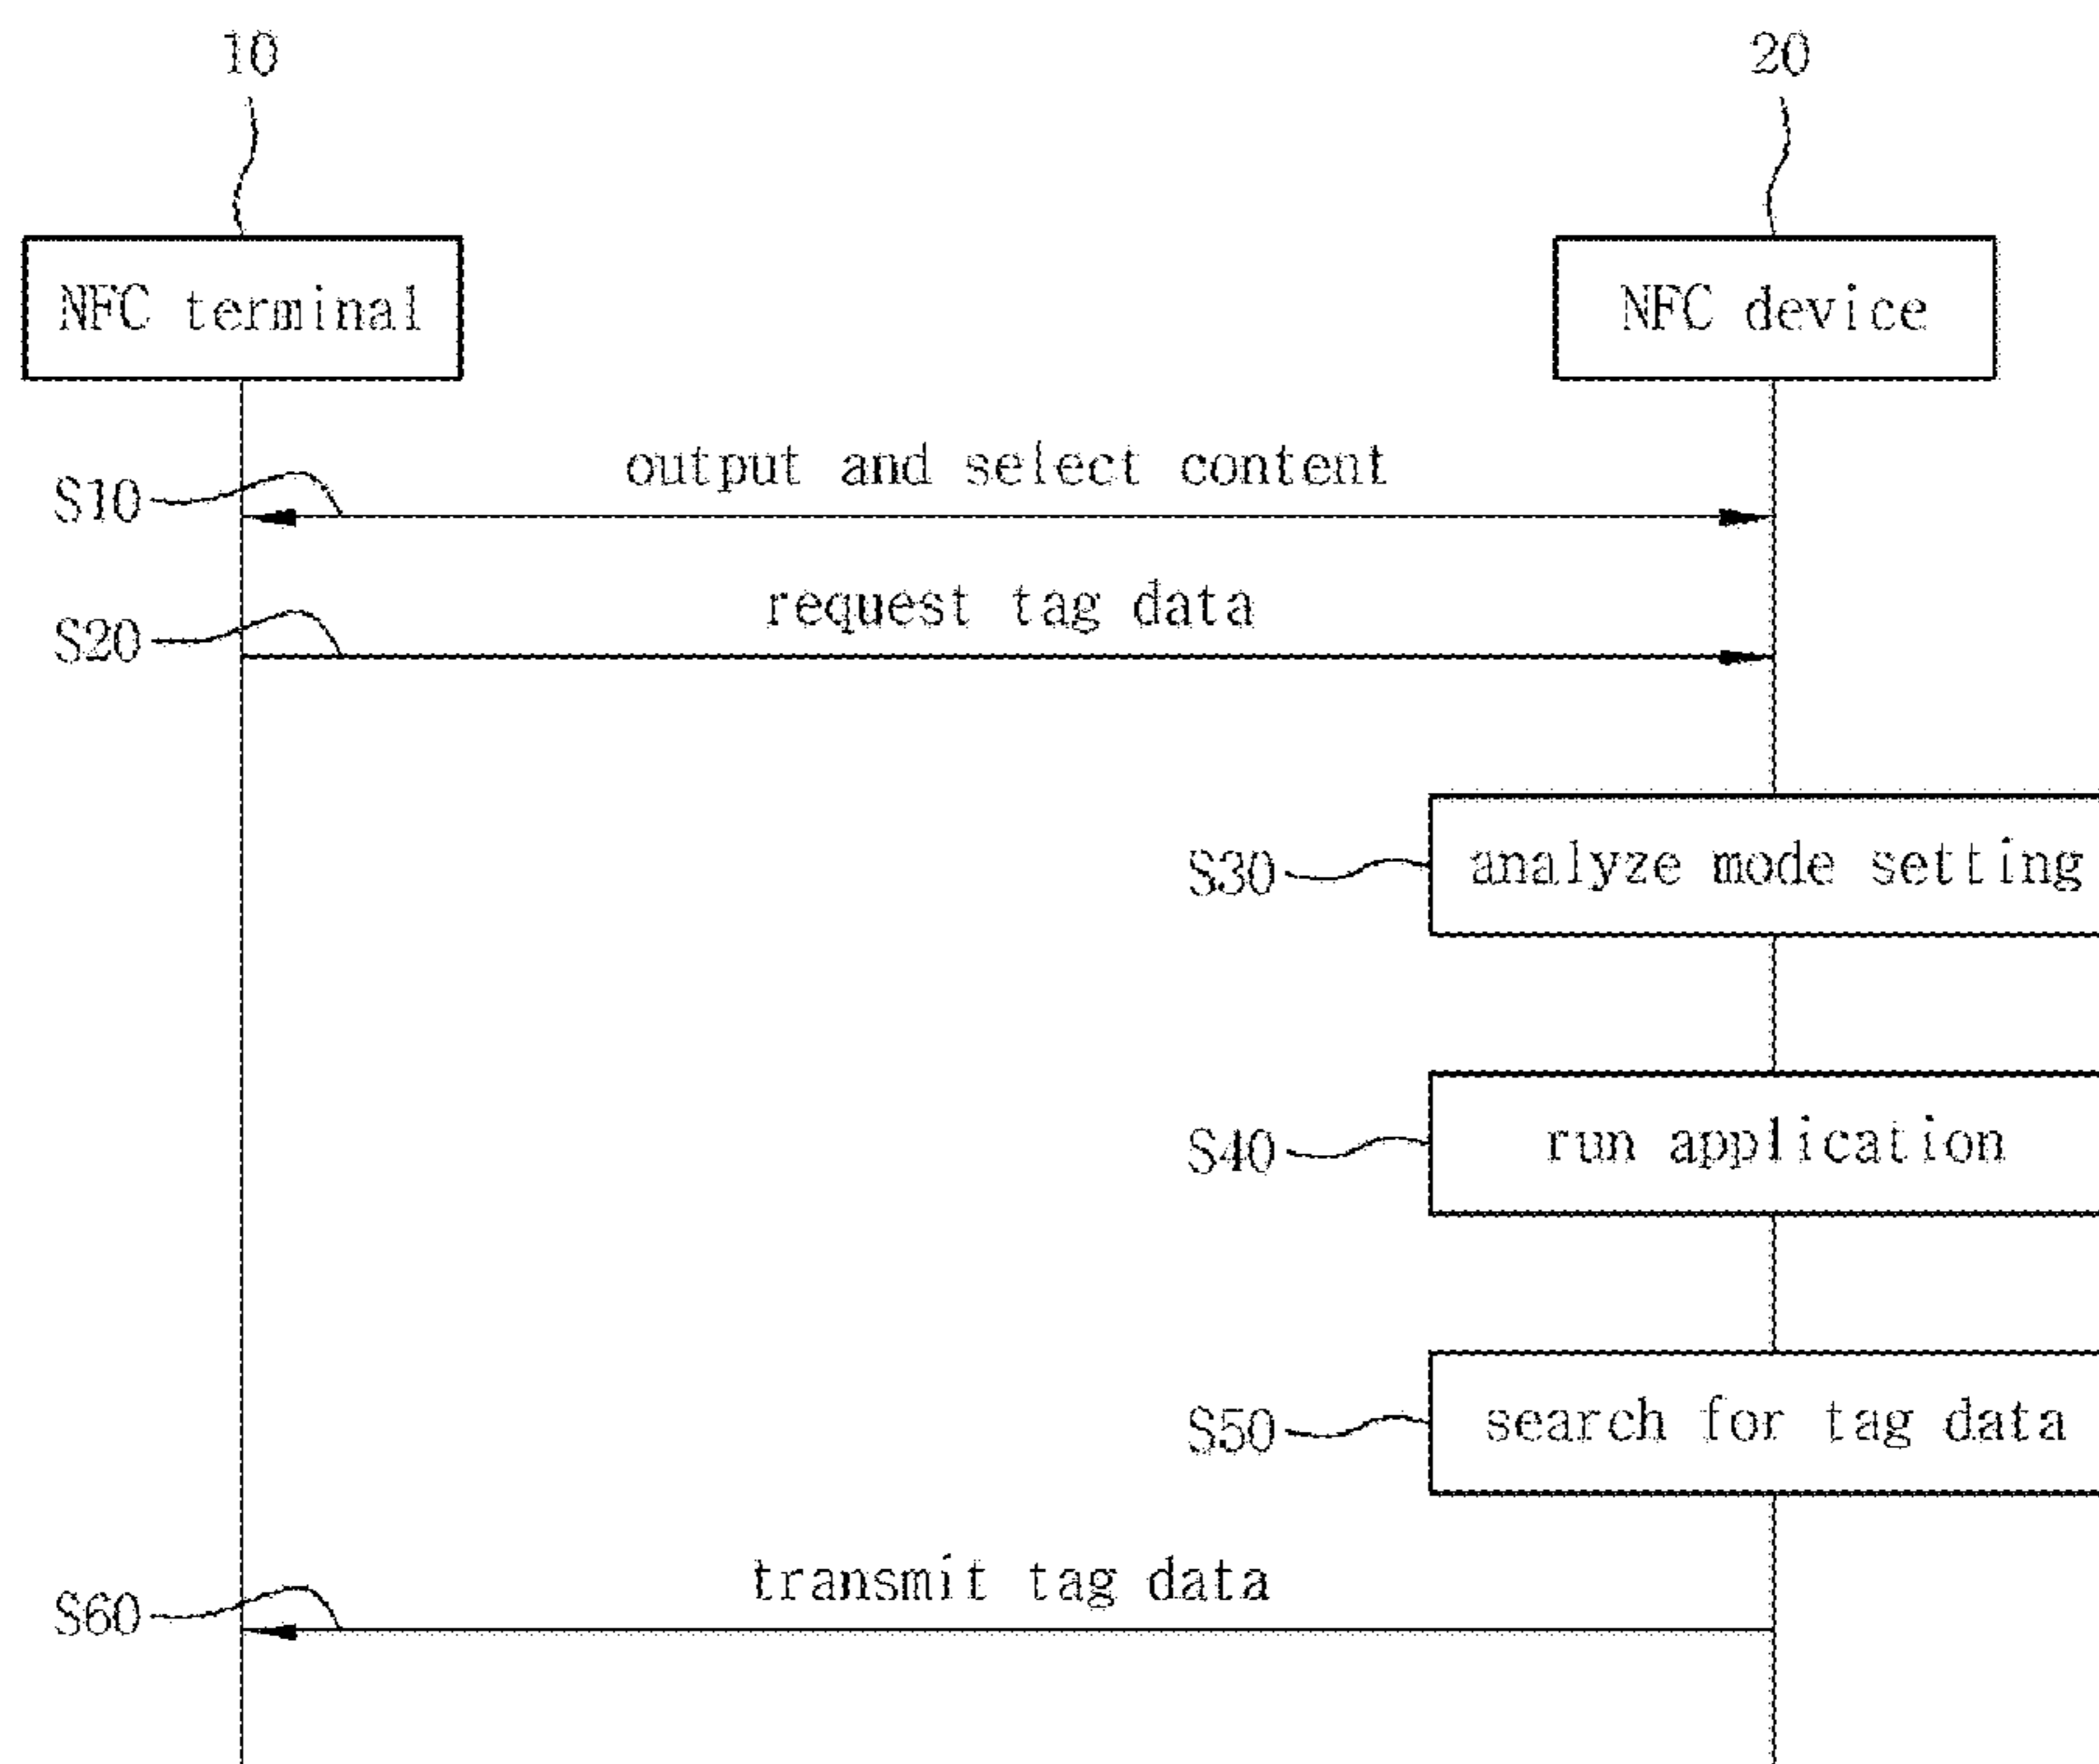 10
20
NFC terminal
NFC device
output and select content
S10
request tag data
S20
analyze mode setting
S30
run application
S40
search for tag data
S50
transmit tag data
S60